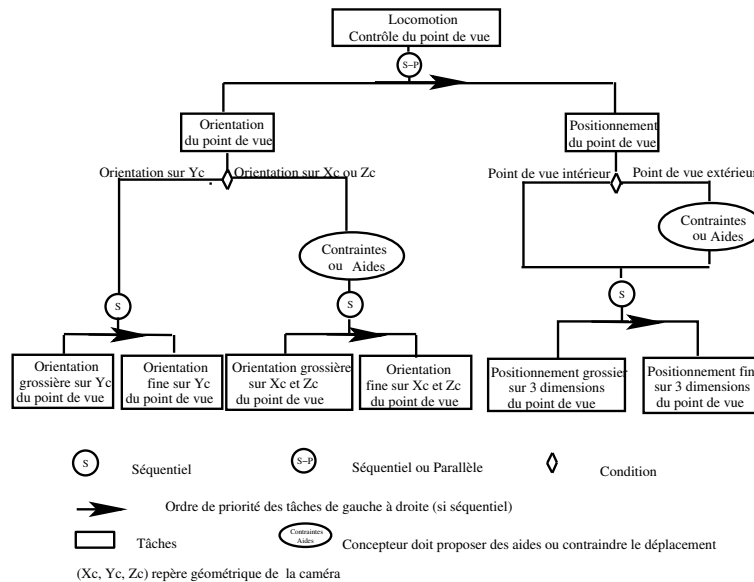 Locomotion
Contrôle du point de vue
S-P
Orientation
du point de vue
Positionnement
du point de vue
Orientation sur Yc
Orientation sur Xc ou Zc
Point de vue intérieur
Point de vue extérieur
Contraintes
ou Aides
Contraintes
ou Aides
S
S
S
Orientation
grossière sur Yc
du point de vue
Orientation
fine sur Yc
du point de vue
Orientation grossière
sur Xc et Zc
du point de vue
Orientation
fine sur Xc et Zc
du point de vue
Positionnement grossier
sur 3 dimensions
du point de vue
Positionnement fin
sur 3 dimensions
du point de vue
S Séquentiel
S-P Séquentiel ou Parallèle
Condition
Ordre de priorité des tâches de gauche à droite (si séquentiel)
Tâches
Contraintes
Aides
Concepteur doit proposer des aides ou contraindre le déplacement
(Xc, Yc, Zc) repère géométrique de la caméra